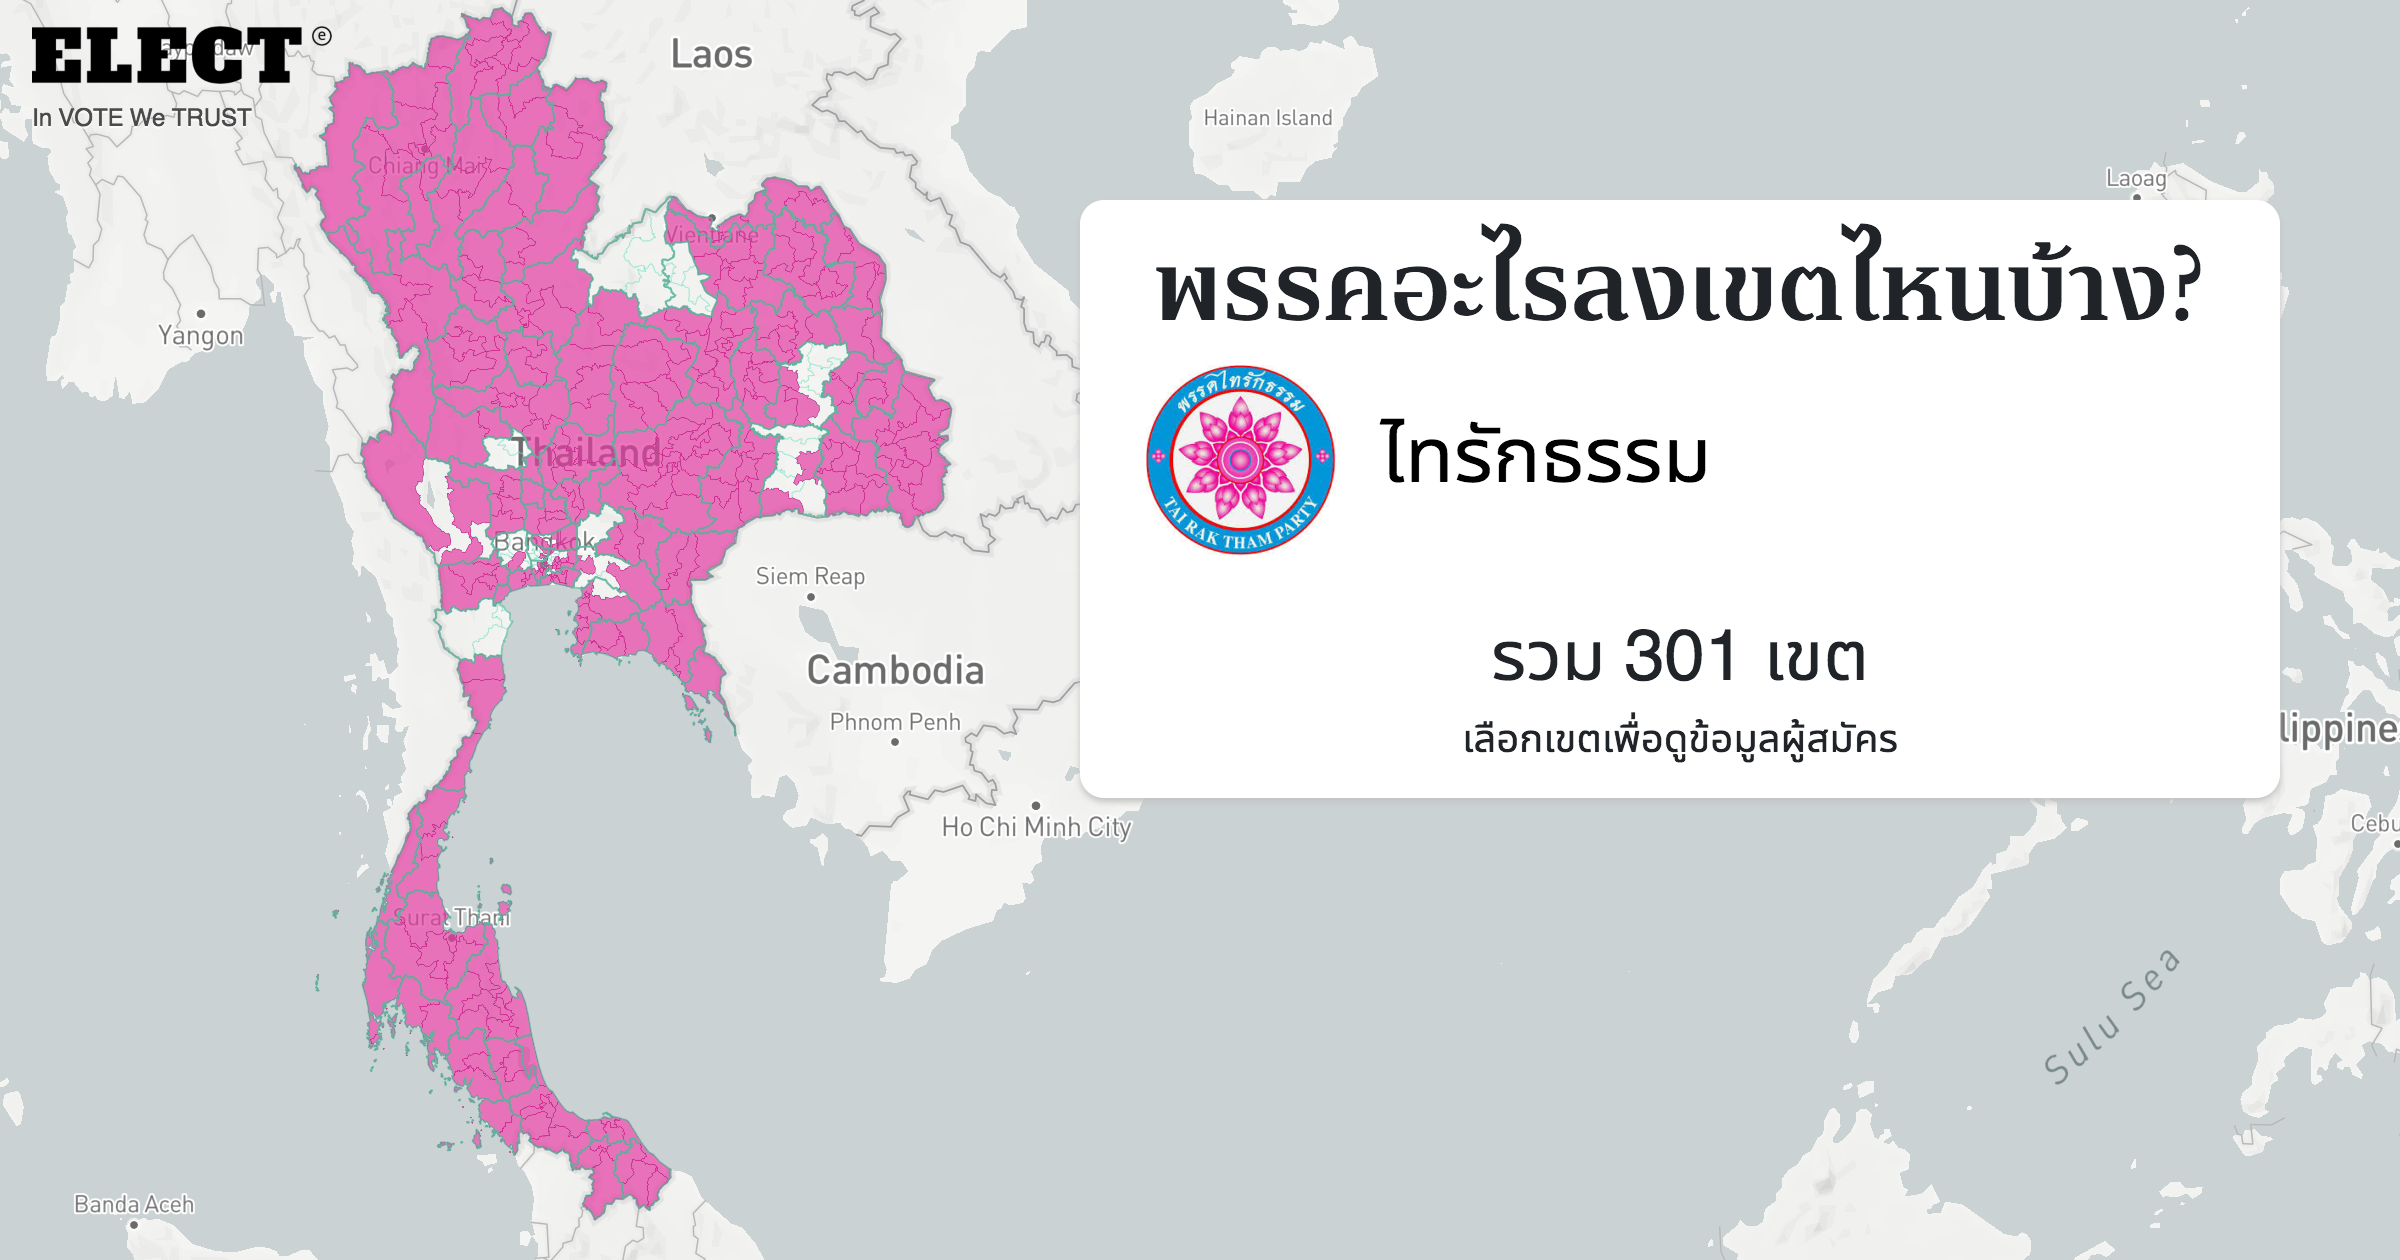 ELECT ⓔ
In VOTE We TRUST
Laos
Hainan Island
Chiang Mai
Laoag
Vientiane
Yangon
พรรคอะไรลงเขตไหนบ้าง?
พรรคไทรักธรรม
TAI RAK THAM PARTY
ไทรักธรรม
Thailand
Bangkok
Siem Reap
Cambodia
Phnom Penh
รวม 301 เขต
เลือกเขตเพื่อดูข้อมูลผู้สมัคร
lippine
Ho Chi Minh City
Cebu
Surat Thani
Sulu Sea
Banda Aceh